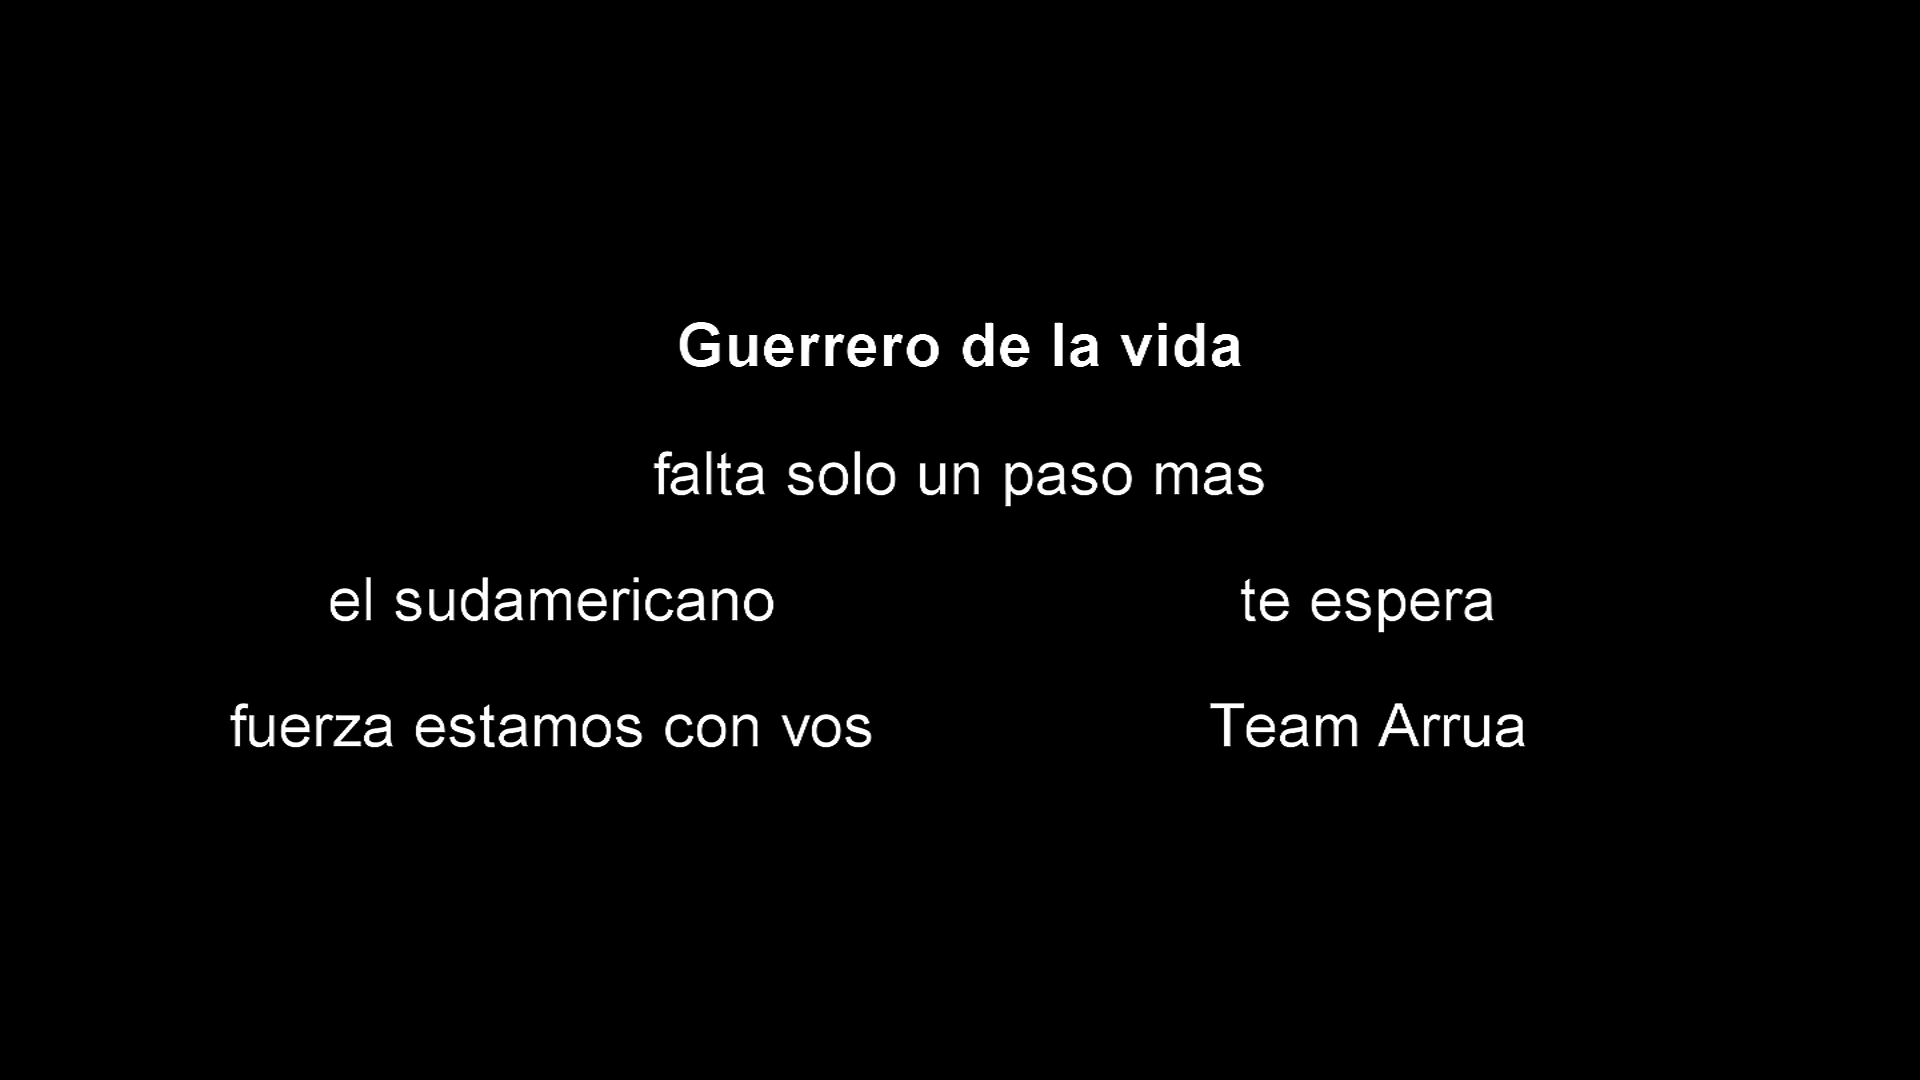 Guerrero de la vida
falta solo un paso mas
el sudamericano te espera
fuerza estamos con vos Team Arrua